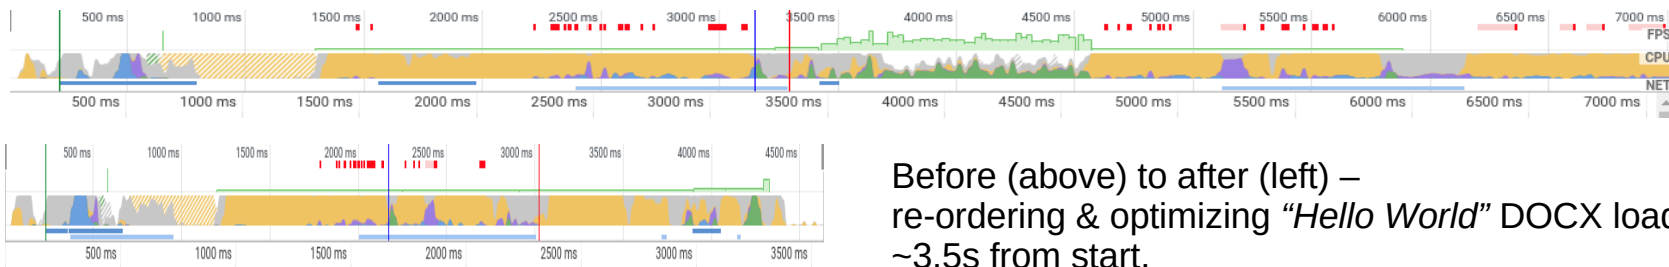 500 ms 1000 ms 1500 ms 2000 ms 2500 ms 3000 ms 3500 ms 4000 ms 4500 ms 5000 ms 5500 ms 6000 ms 6500 ms 7000 ms
FPS
CPU
NET
500 ms 1000 ms 1500 ms 2000 ms 2500 ms 3000 ms 3500 ms 4000 ms 4500 ms 5000 ms 5500 ms 6000 ms 6500 ms 7000 ms
500 ms 1000 ms 1500 ms 2000 ms 2500 ms 3000 ms 3500 ms 4000 ms 4500 ms
500 ms 1000 ms 1500 ms 2000 ms 2500 ms 3000 ms 3500 ms
Before (above) to after (left) –
re-ordering & optimizing “Hello World” DOCX load
~3.5s from start.